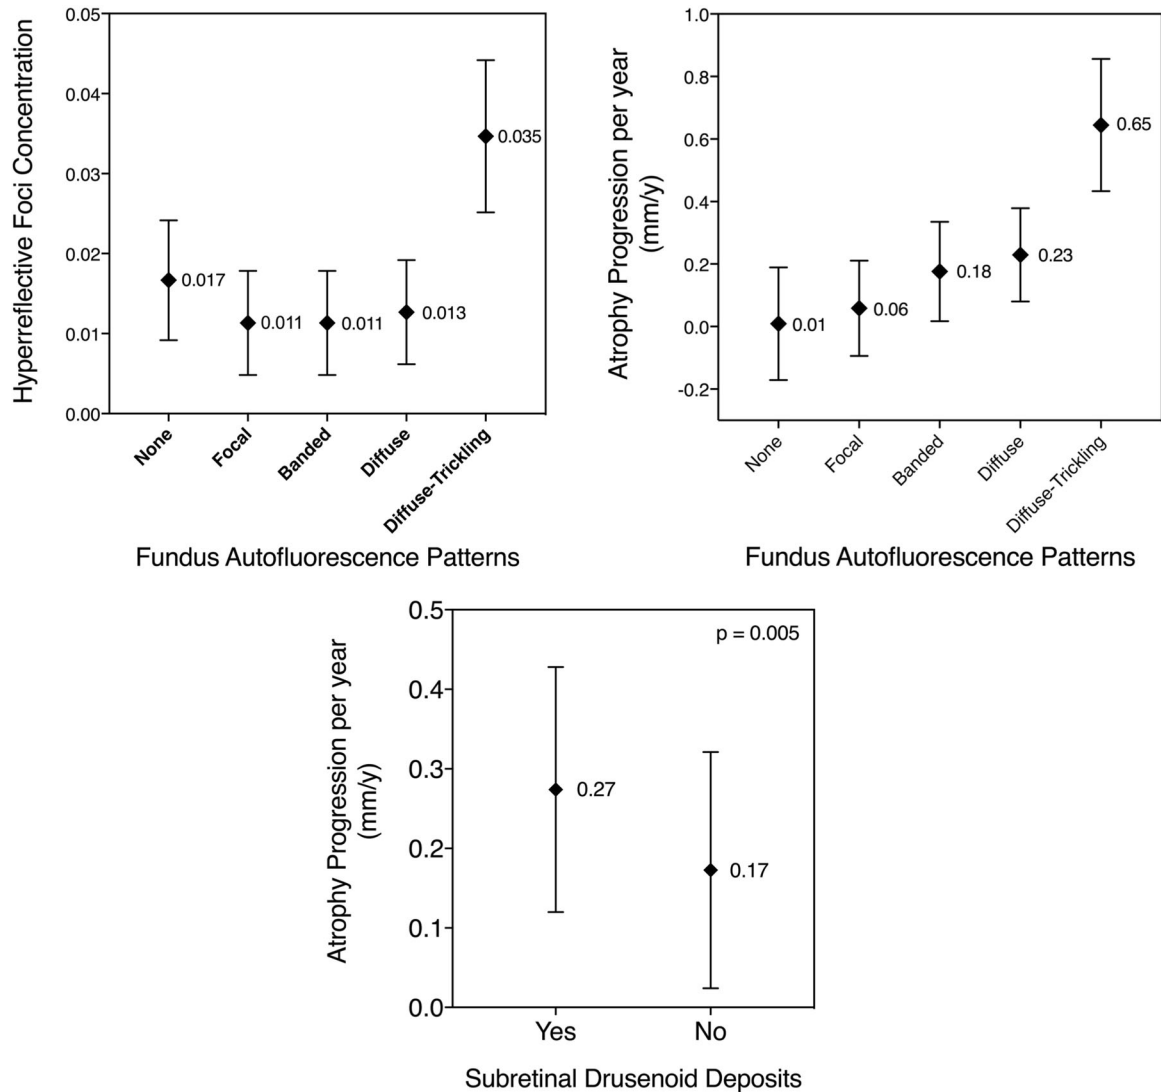 Hyperreflective Foci Concentration
0.05
0.04
0.03
0.02
0.01
0.00
0.017
0.011
0.011
0.013
0.035
None
Focal
Banded
Diffuse
Diffuse-Trickling
Fundus Autofluorescence Patterns
Atrophy Progression per year
(mm/y)
1.0
0.8
0.6
0.4
0.2
0.0
-0.2
0.01
0.06
0.18
0.23
0.65
None
Focal
Banded
Diffuse
Diffuse-Trickling
Fundus Autofluorescence Patterns
Atrophy Progression per year
(mm/y)
0.5
0.4
0.3
0.2
0.1
0.0
p = 0.005
0.27
0.17
Yes
No
Subretinal Drusenoid Deposits